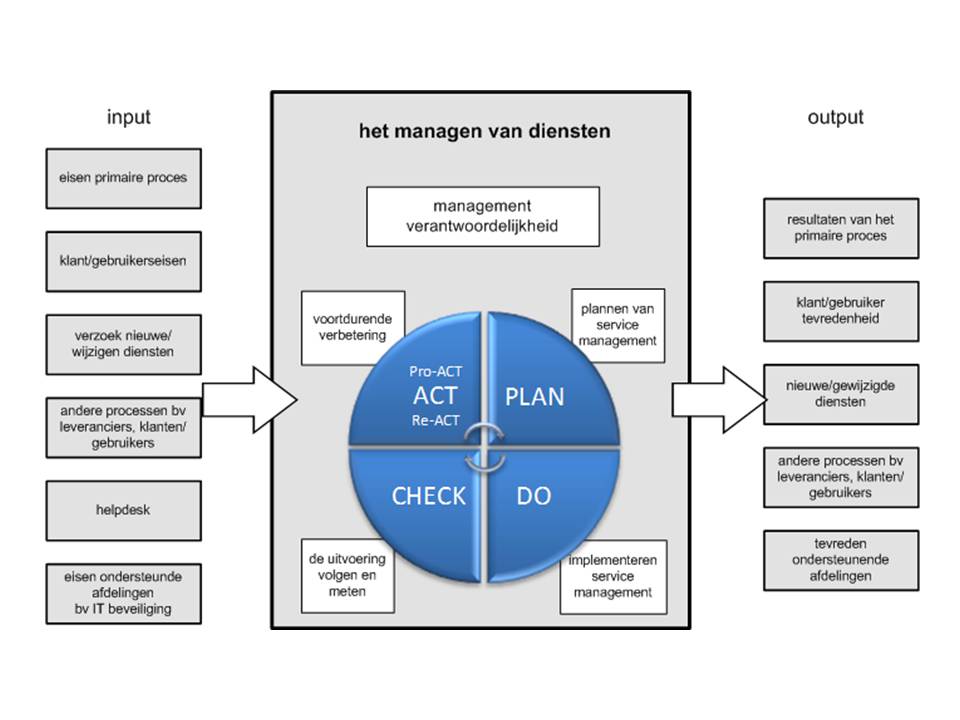 input
eisen primaire proces
klant/gebruikerseisen
verzoek nieuwe/
wijzigen diensten
andere processen bv
leveranciers, klanten/
gebruikers
helpdesk
eisen ondersteunde
afdelingen
bv IT beveiliging
het managen van diensten
management
verantwoordelijkheid
voortdurende
verbetering
plannen van
service
management
Pro-ACT
ACT
Re-ACT
PLAN
CHECK
DO
de uitvoering
volgen en
meten
implementeren
service
management
output
resultaten van het
primaire proces
klant/gebruiker
tevredenheid
nieuwe/gewijzigde
diensten
andere processen bv
leveranciers, klanten/
gebruikers
tevreden
ondersteunende
afdelingen